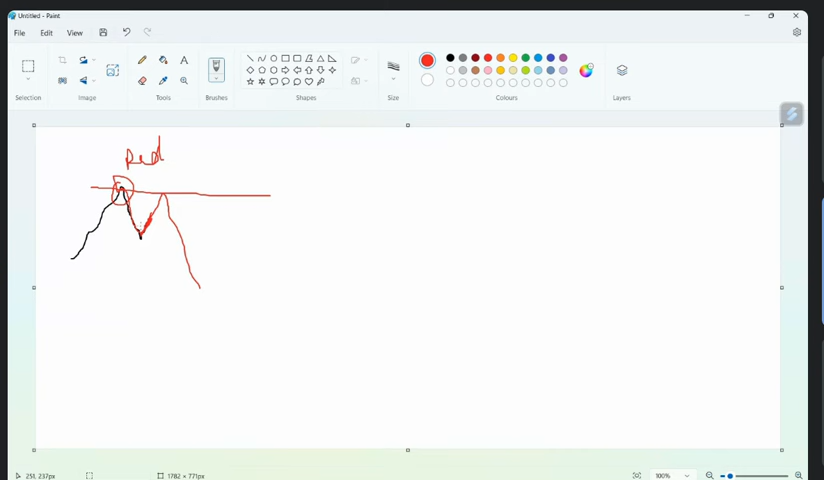 Untitled - Paint
File Edit View
Selection Image Tools Brushes Shapes Size Colours Layers
Red
251, 237px 1782 × 771px 100%